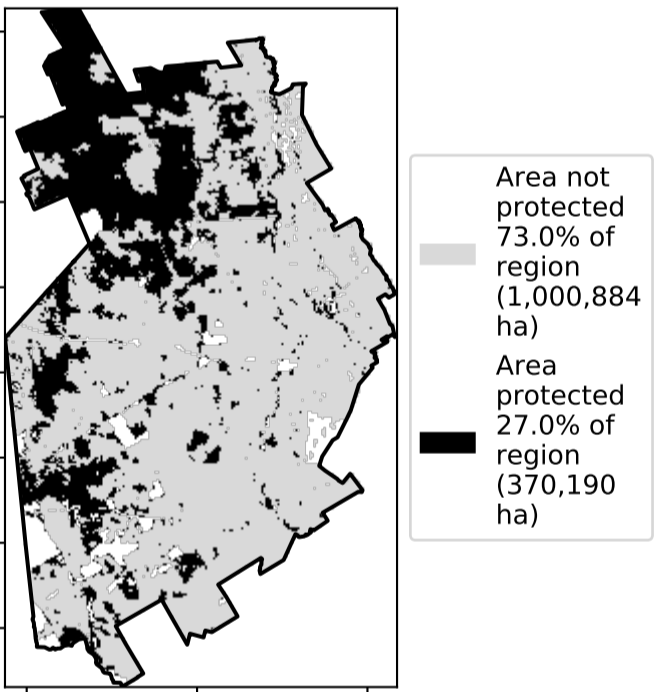 Area not
protected
73.0% of
region
(1,000,884
ha)
Area
protected
27.0% of
region
(370,190
ha)